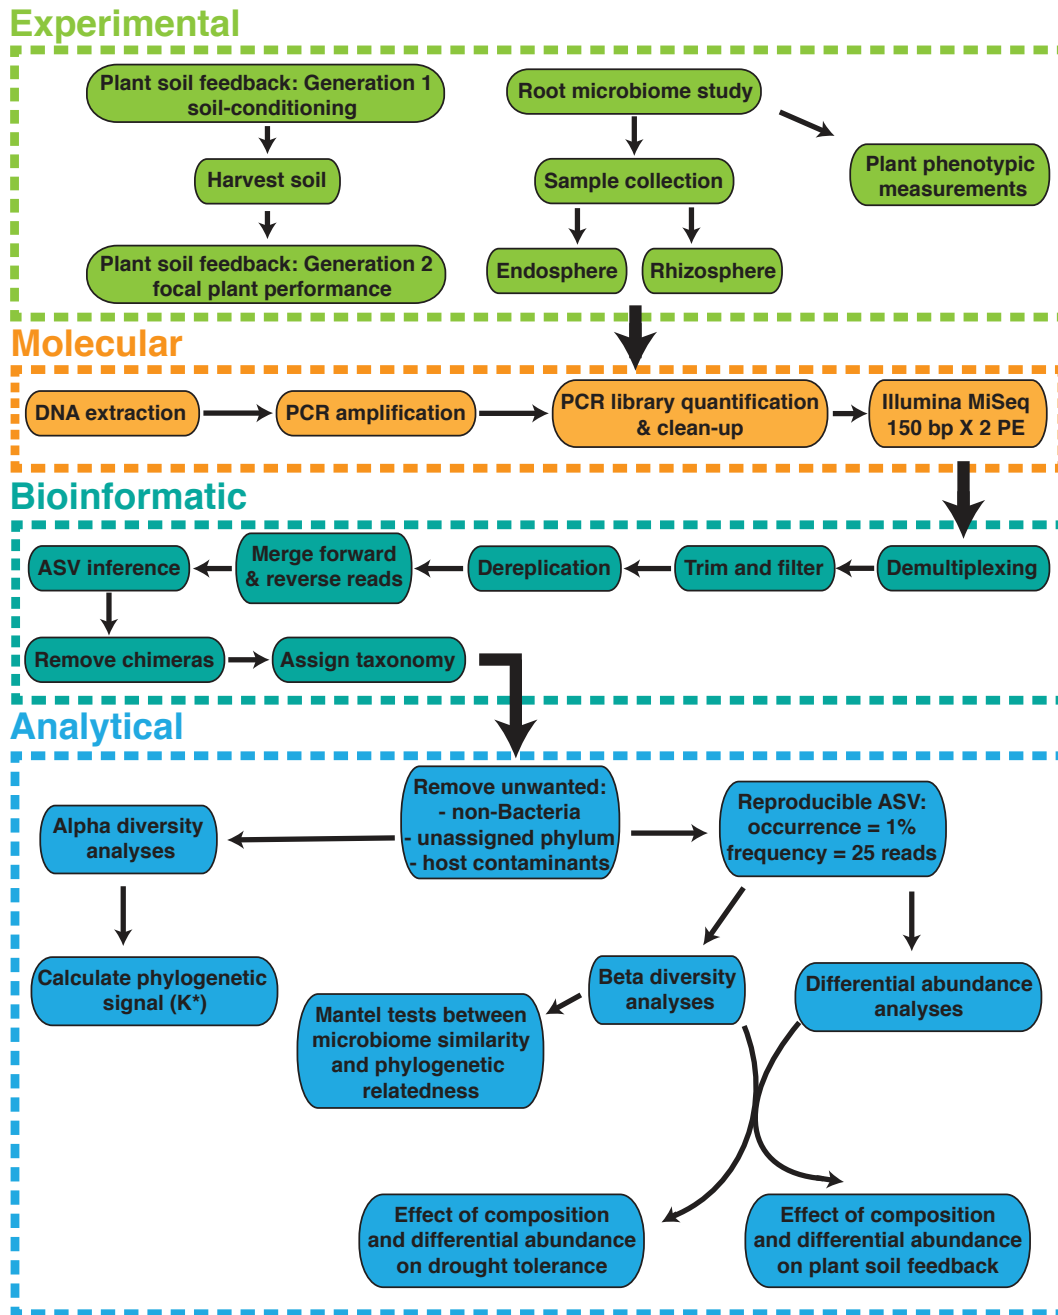 Experimental
Plant soil feedback: Generation 1
soil-conditioning
Root microbiome study
Harvest soil
Sample collection
Plant phenotypic
measurements
Plant soil feedback: Generation 2
focal plant performance
Endosphere
Rhizosphere
Molecular
DNA extraction
PCR amplification
PCR library quantification
& clean-up
Illumina MiSeq
150 bp X 2 PE
Bioinformatic
ASV inference
Merge forward
& reverse reads
Dereplication
Trim and filter
Demultiplexing
Remove chimeras
Assign taxonomy
Analytical
Remove unwanted:
- non-Bacteria
- unassigned phylum
- host contaminants
Alpha diversity
analyses
Reproducible ASV:
occurrence = 1%
frequency = 25 reads
Calculate phylogenetic
signal (K*)
Mantel tests between
microbiome similarity
and phylogenetic
relatedness
Beta diversity
analyses
Differential abundance
analyses
Effect of composition
and differential abundance
on drought tolerance
Effect of composition
and differential abundance
on plant soil feedback